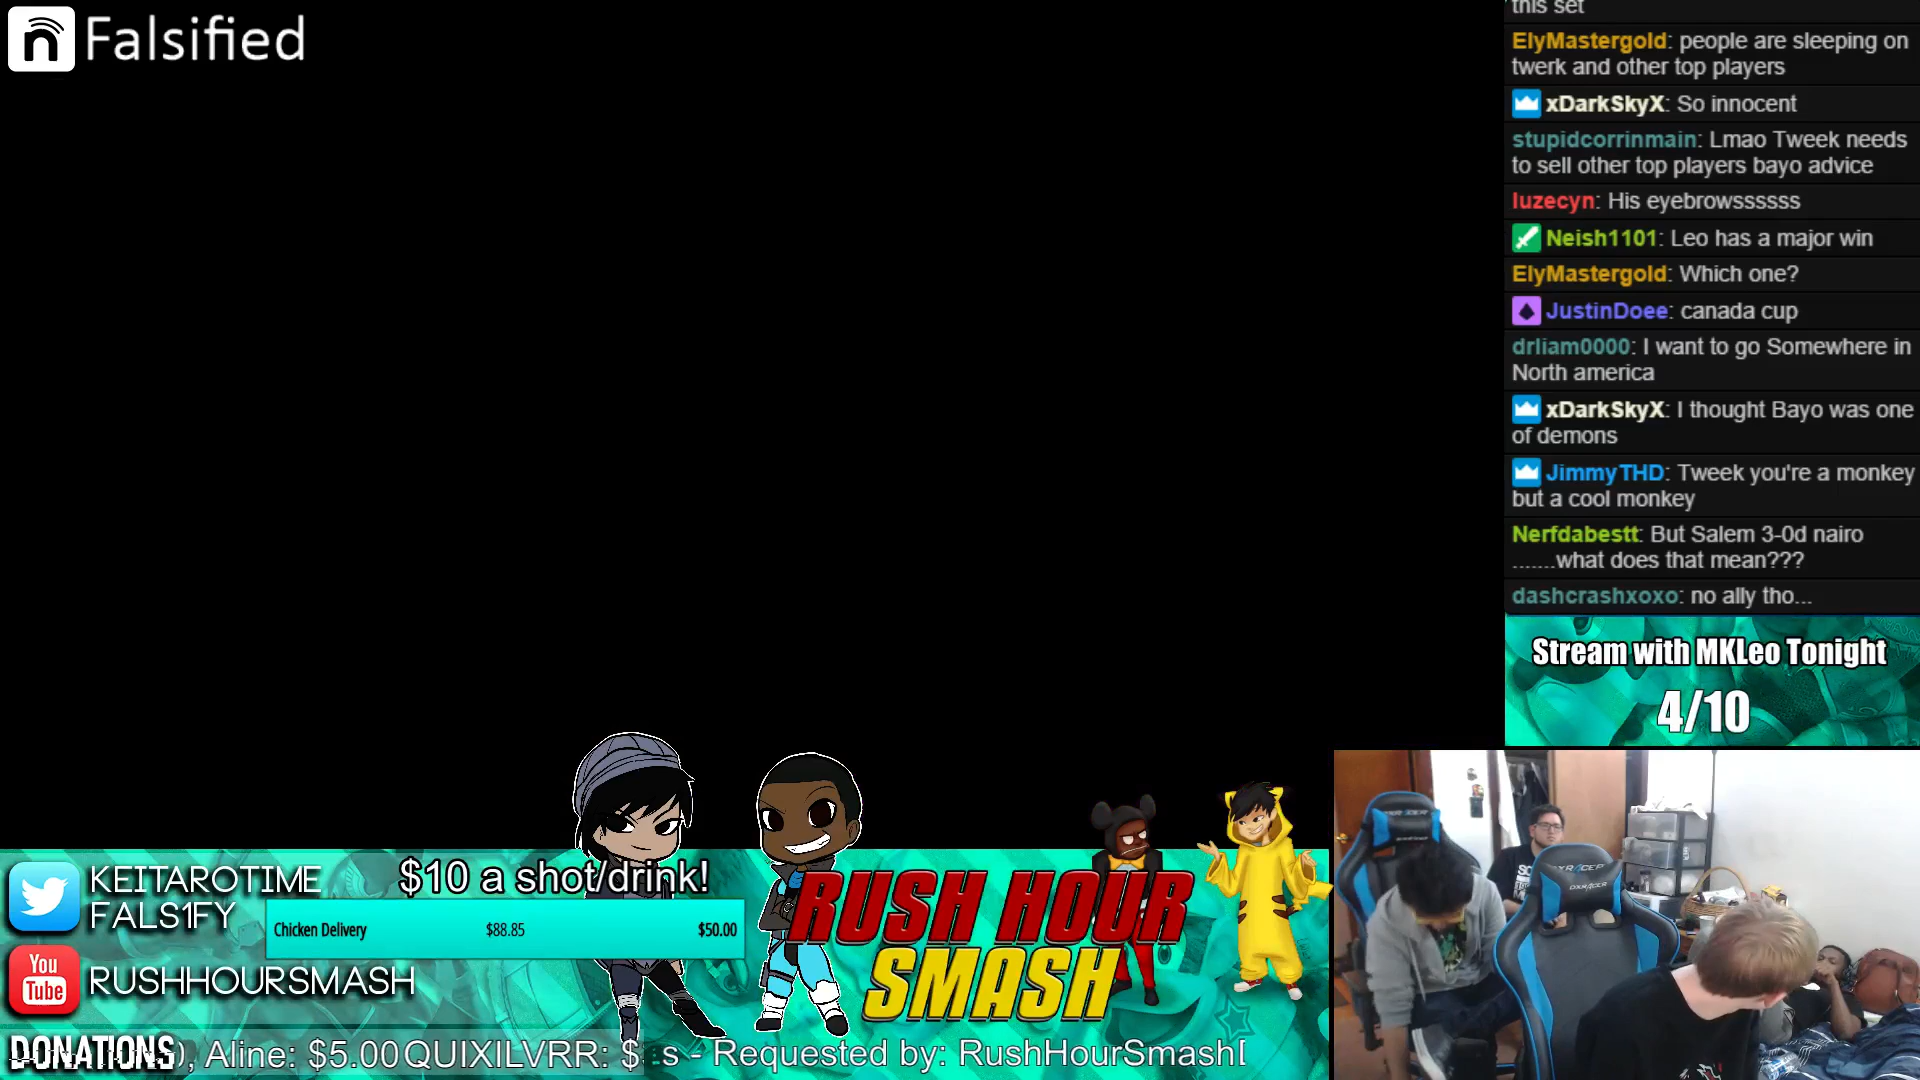 Falsified
this set
ElyMastergold: people are sleeping on
twerk and other top players
xDarkSkyX: So innocent
stupidcorrinmain: Lmao Tweek needs
to sell other top players bayo advice
luzecyn: His eyebrowssssss
Neish1101: Leo has a major win
ElyMastergold: Which one?
JustinDoee: canada cup
drliam0000: I want to go Somewhere in
North america
xDarkSkyX: I thought Bayo was one
of demons
JimmyTHD: Tweek you're a monkey
but a cool monkey
Nerfdabestt: But Salem 3-0d nairo
.......what does that mean???
dashcrashxoxo: no ally tho...
Stream with MKLeo Tonight
4/10
KEITAROTIME
FALS1FY
$10 a shot/drink!
Chicken Delivery $88.85 $50.00
You
Tube
RUSHHOURSMASH
RUSH HOUR
SMASH
DONATIONS
), Aline: $5.00QUIXILVRR: $
s - Requested by: RushHourSmash
DXRACER